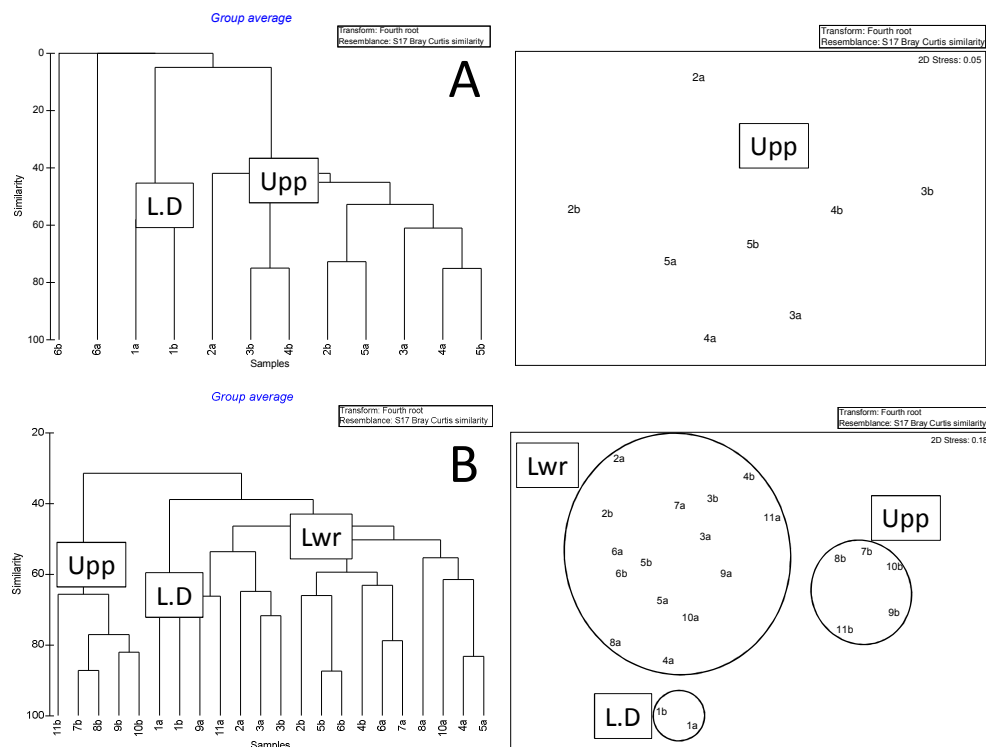 Group average
Transform: Fourth root
Resemblance: S17 Bray Curtis similarity
A
0
20
40
60
80
100
Similarity
L.D
Upp
6b 6a 1a 1b 2a 3b 4b 2b 5a 3a 4a 5b
Samples
Transform: Fourth root
Resemblance: S17 Bray Curtis similarity
2D Stress: 0.05
2a
Upp
3b
2b
4b
5b
5a
3a
4a
Group average
Transform: Fourth root
Resemblance: S17 Bray Curtis similarity
B
20
40
60
80
100
Similarity
Lwr
Upp
L.D
11b 7b 8b 9b 10b 1a 1b 9a 11a 2a 3a 3b 2b 5b 6b 4b 6a 7a 8a 10a 4a 5a
Samples
Transform: Fourth root
Resemblance: S17 Bray Curtis similarity
2D Stress: 0.18
Lwr
2a
4b
3b
7a
2b
11a
Upp
3a
6a
5b
6b
9a
7b
8b
10b
5a
10a
9b
11b
8a
4a
L.D
1b
1a